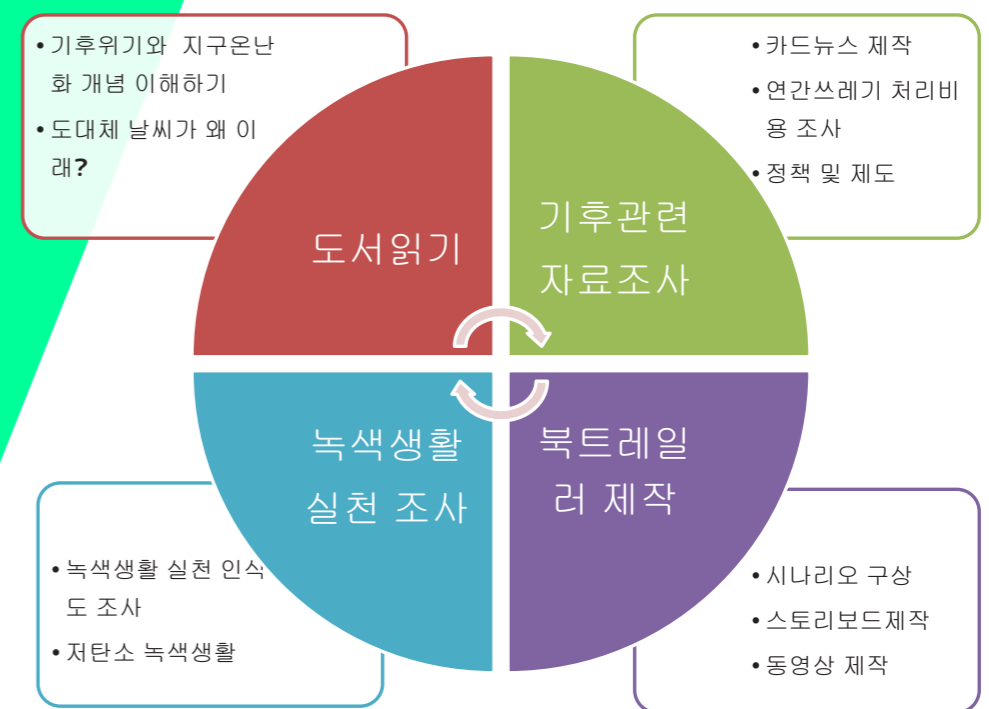 • 기후위기와 지구온난
화 개념 이해하기
• 도대체 날씨가 왜 이
래?
도서읽기
• 카드뉴스 제작
• 연간쓰레기 처리비
용 조사
• 정책 및 제도
기후관련
자료조사
녹색생활
실천 조사
• 녹색생활 실천 인식
도 조사
• 저탄소 녹색생활
북트레일
러 제작
• 시나리오 구상
• 스토리보드제작
• 동영상 제작